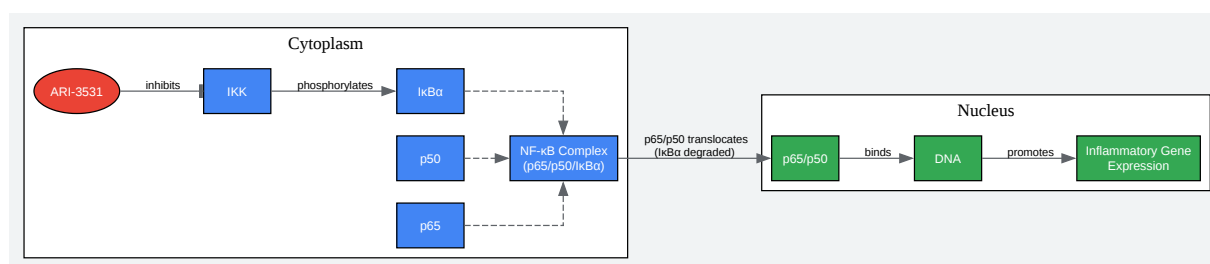 Cytoplasm
ARI-3531
inhibits
IKK
phosphorylates
IκBα
p50
p65
NF-κB Complex
(p65/p50/IκBα)
p65/p50 translocates
(IκBα degraded)
Nucleus
p65/p50
binds
DNA
promotes
Inflammatory Gene
Expression